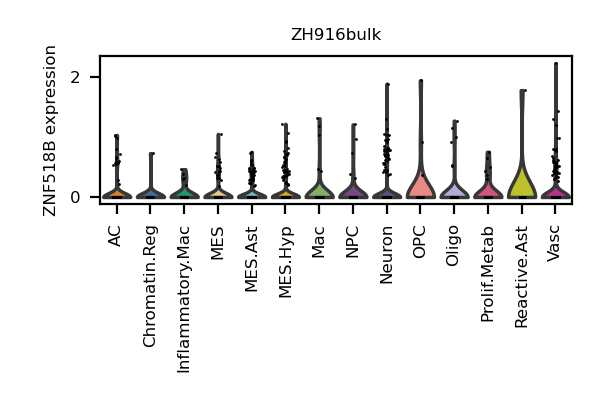 ZH916bulk
ZNF518B expression
2
0
AC
Chromatin.Reg
Inflammatory.Mac
MES
MES.Ast
MES.Hyp
Mac
NPC
Neuron
OPC
Oligo
Prolif.Metab
Reactive.Ast
Vasc